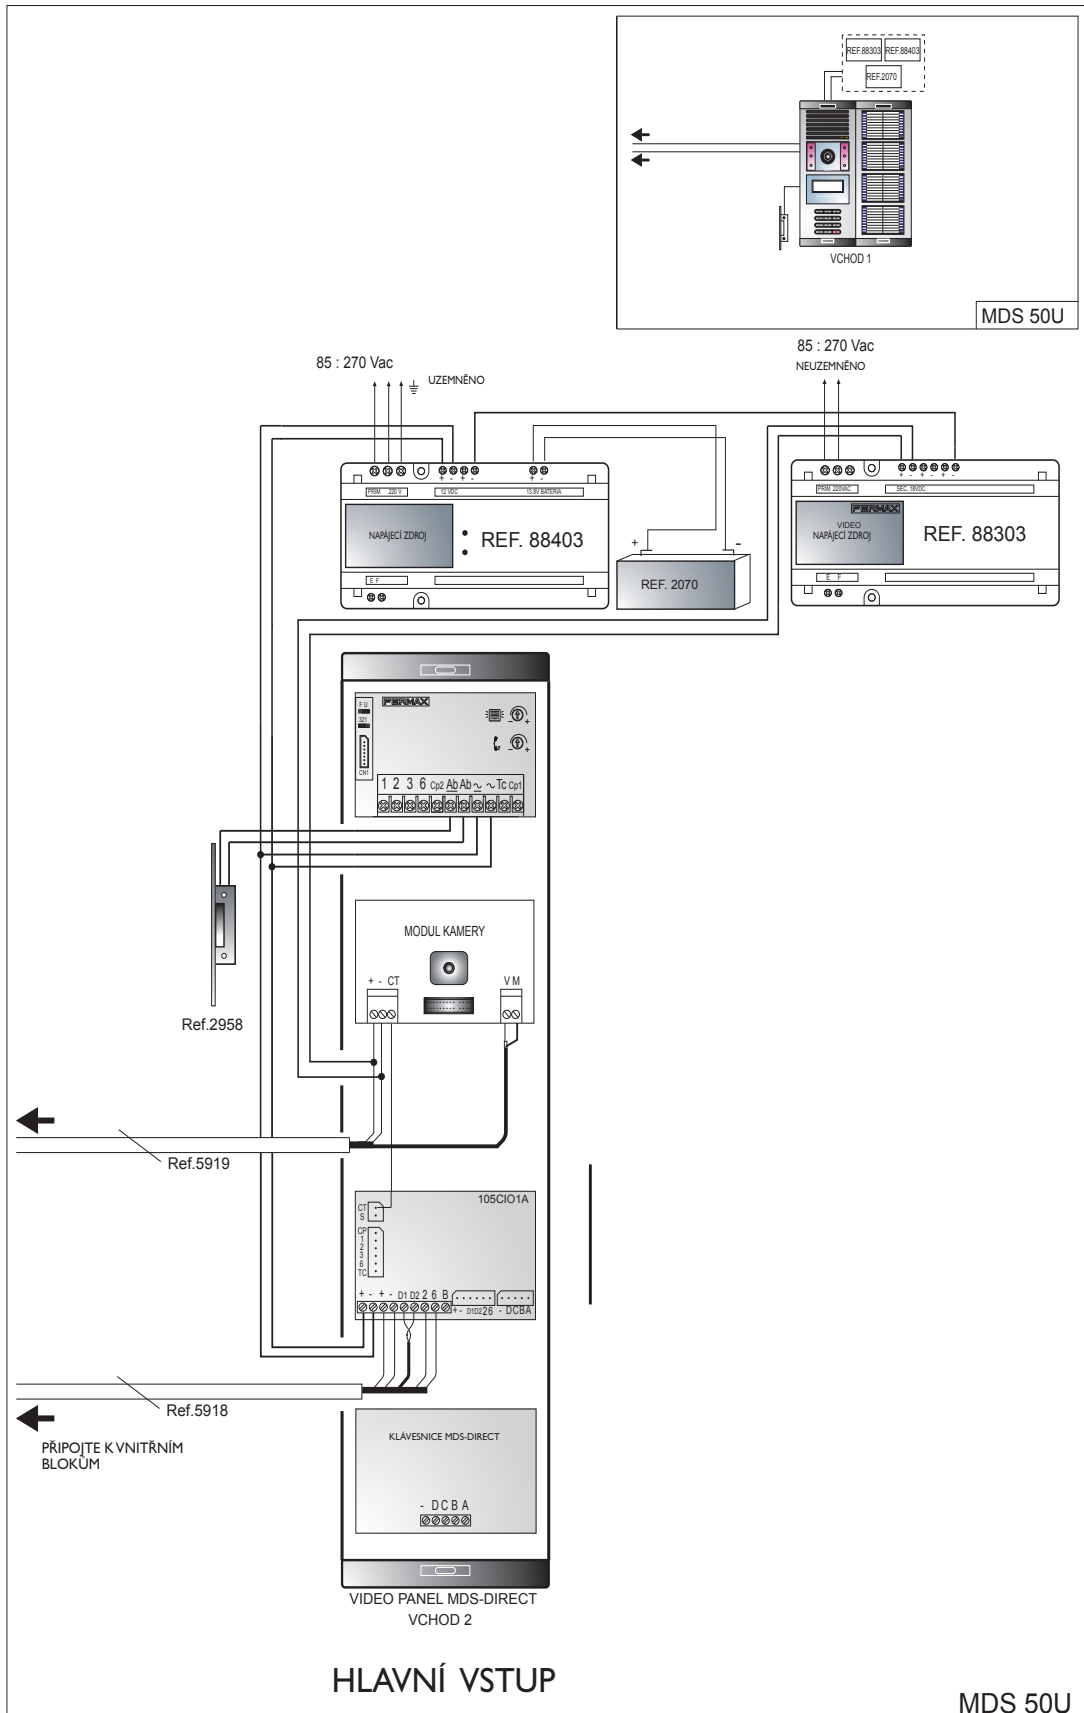 REF.88303 REF.88403
REF.2070
VCHOD 1
MDS 50U
85 : 270 Vac
UZEMNĚNO
85 : 270 Vac
NEUZEMNĚNO
+ - + -
+ -
PRIM 220 V
12 VDC
13.8V BATERIA
NAPÁJECÍ ZDROJ
REF. 88403
E F
+ -
REF. 2070
+ - + - + -
PRIM 220VAC
SEC. 18VDC
FERMAX
VIDEO
NAPÁJECÍ ZDROJ
REF. 88303
E F
F U
321
CN1
FERMAX
- +
- +
1 2 3 6 Cp2 Ab Ab ~ ~ Tc Cp1
Ref.2958
MODUL KAMERY
+ - CT
V M
Ref.5919
105CIO1A
CT
S
CP
1
2
3
6
TC
+ - + - D1 D2 2 6 B
+ - D1D2 26 - DCBA
Ref.5918
PŘIPOJTE K VNITŘNÍM
BLOKŮM
KLÁVESNICE MDS-DIRECT
- D C B A
VIDEO PANEL MDS-DIRECT
VCHOD 2
HLAVNÍ VSTUP
MDS 50U